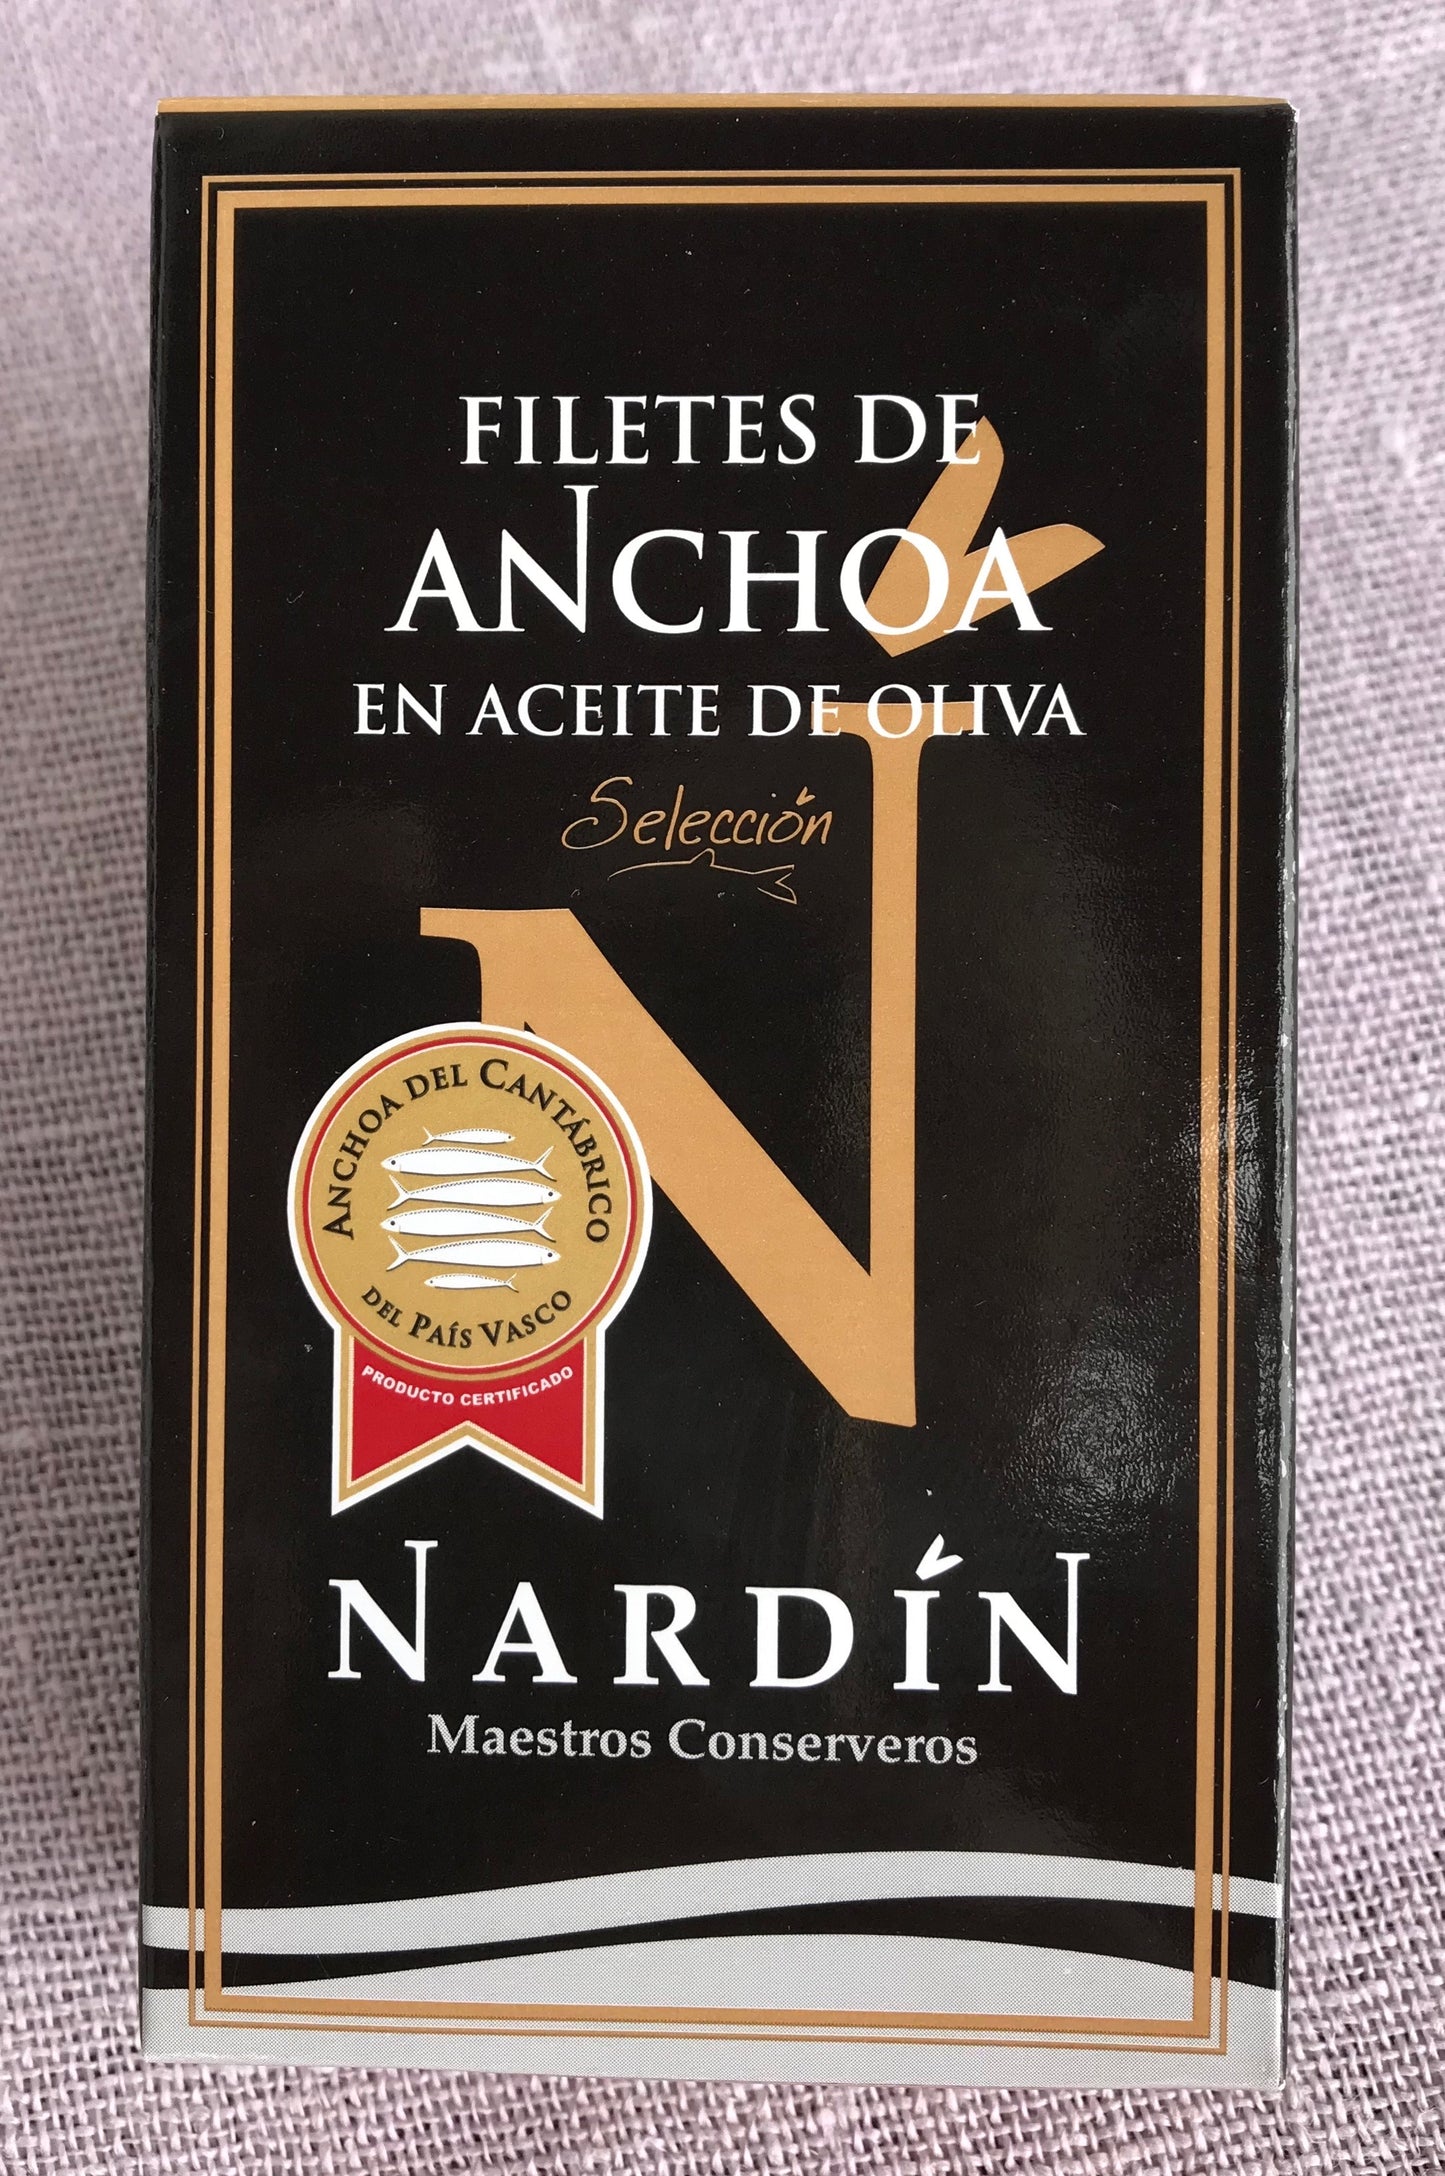 FILETES DE
ANCHOA
EN ACEITE DE OLIVA
Selección
N
ANCHOA DEL CANTÁBRICO
DEL PAÍS VASCO
PRODUCTO CERTIFICADO
NARDÍN
Maestros Conserveros